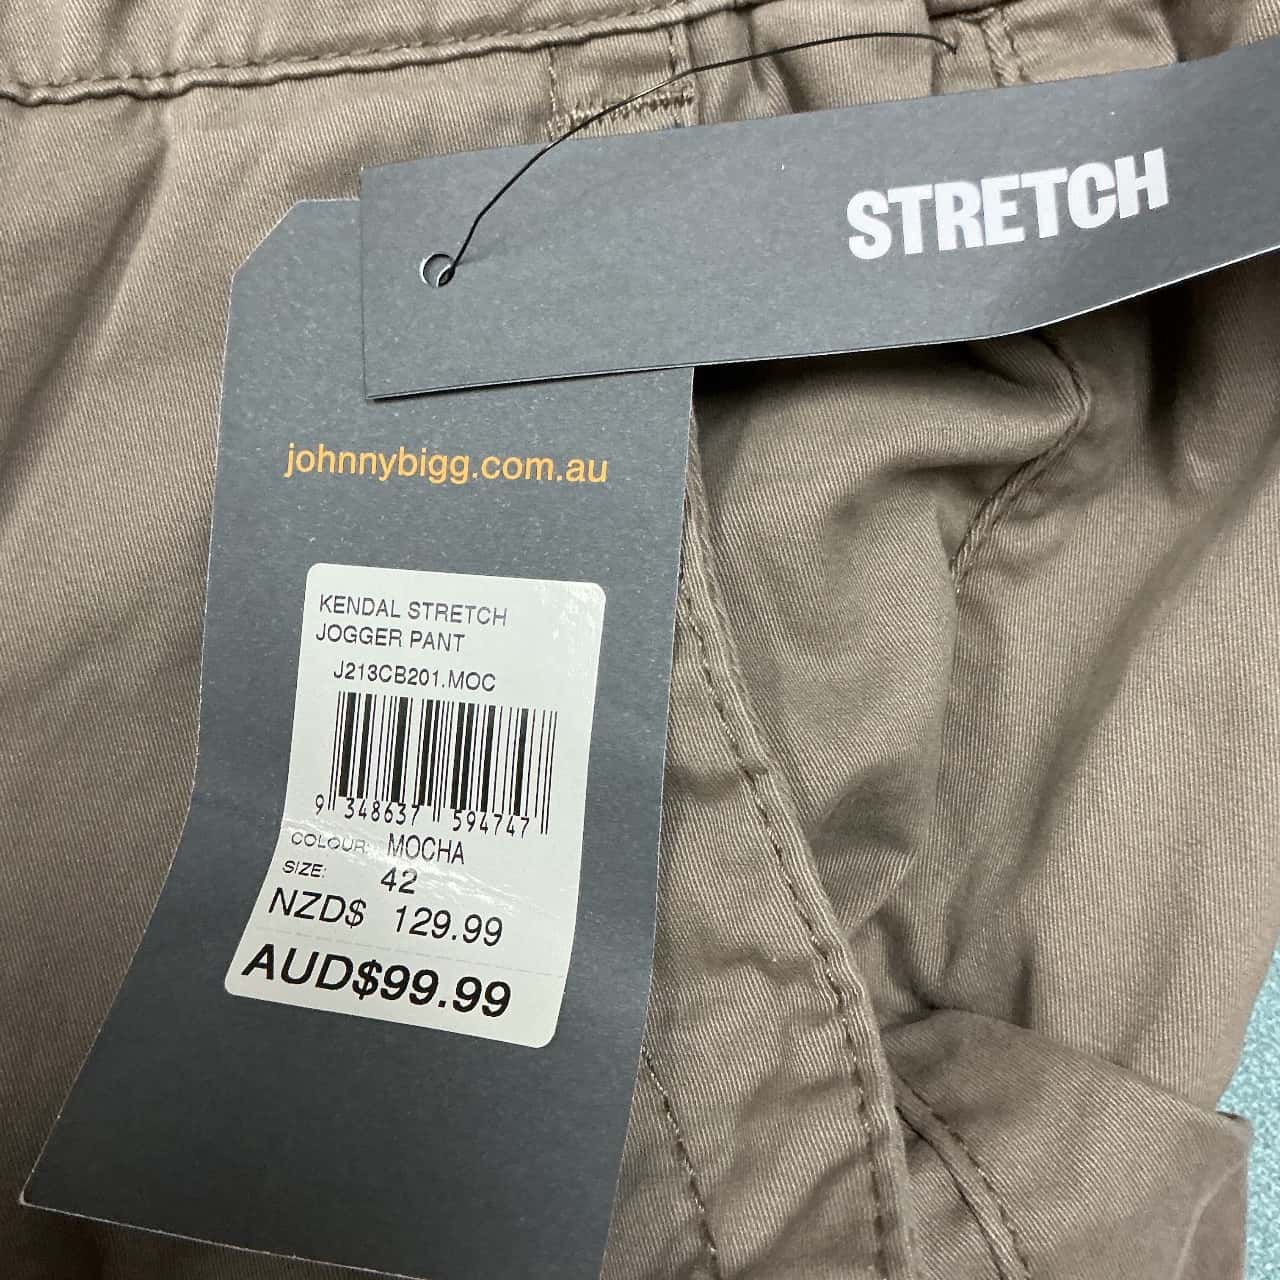 STRETCH
johnnybigg.com.au
KENDAL STRETCH
JOGGER PANT
J213CB201.MOC
9 348637 594747
COLOUR: MOCHA
SIZE: 42
NZD$ 129.99
AUD$99.99